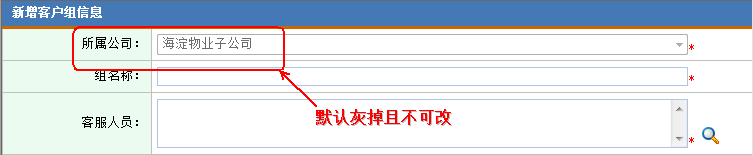 新增客户组信息
所属公司： 海淀物业子公司 *
组名称： *
客服人员： *
默认灰掉且不可改